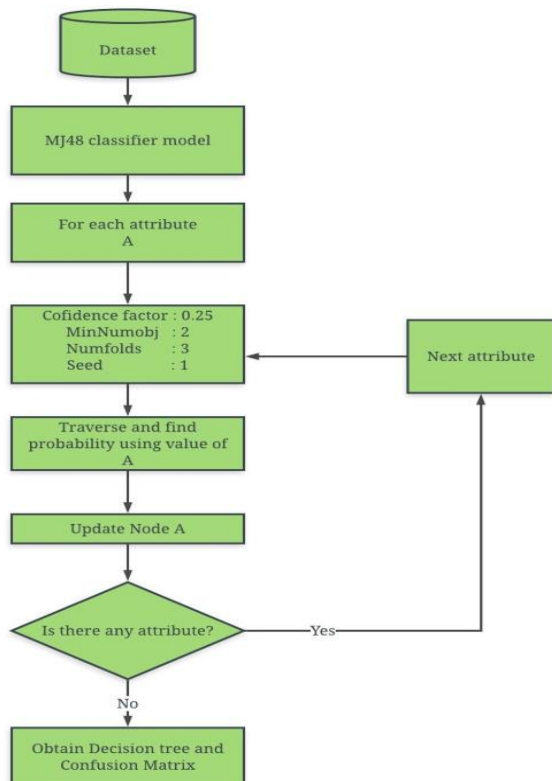 Dataset
MJ48 classifier model
For each attribute
A
Cofidence factor : 0.25
MinNumobj : 2
Numfolds : 3
Seed : 1
Next attribute
Traverse and find
probability using value of
A
Update Node A
Is there any attribute?
Yes
No
Obtain Decision tree and
Confusion Matrix